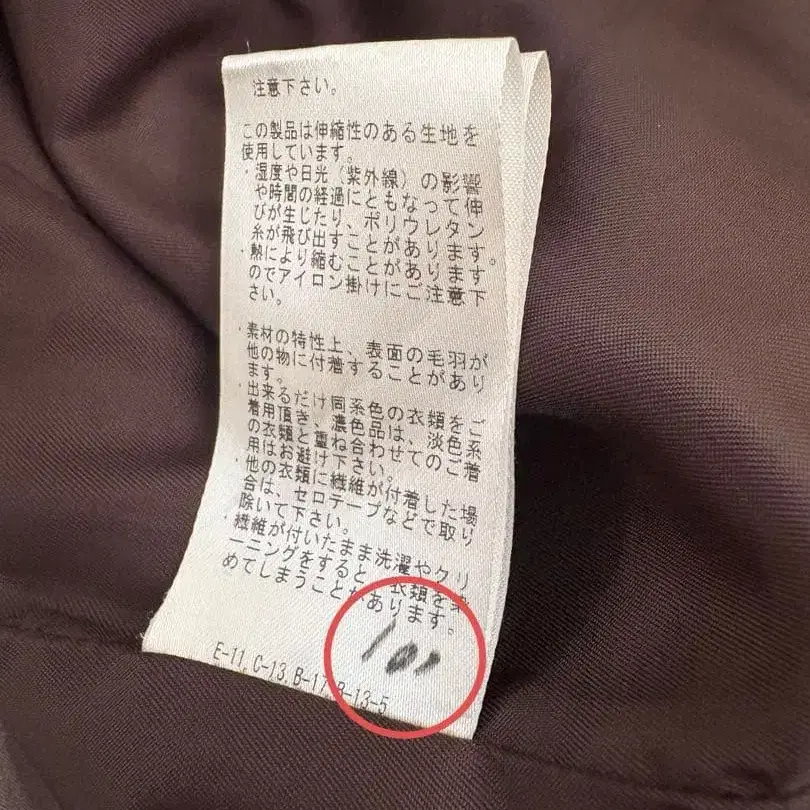 注意下さい。
この製品は伸縮性のある生地を
使用しています。
・湿度や日光(紫外線)の影響
や時間の経過にともなって伸
びが生じたり、ポリウレタン
糸が飛び出すことがあります。
・熱により縮むことがあります
のでアイロン掛けにご注意下
さい。
・素材の特性上、表面の毛羽が
他の物に付着することがあり
ます。
・出来るだけ同系色の衣類をご
着用頂き、濃色品は、淡色系
の衣類と重ね合わせてのご着
用はお避け下さい。
・他の衣類に繊維が付着した場
合は、セロテープなどで取り
除いて下さい。
・繊維が付いたまま洗濯やクリ
ーニングをすると、衣類を
めてしまうことがあります。
101
E-11,C-13,B-17,B-13-5